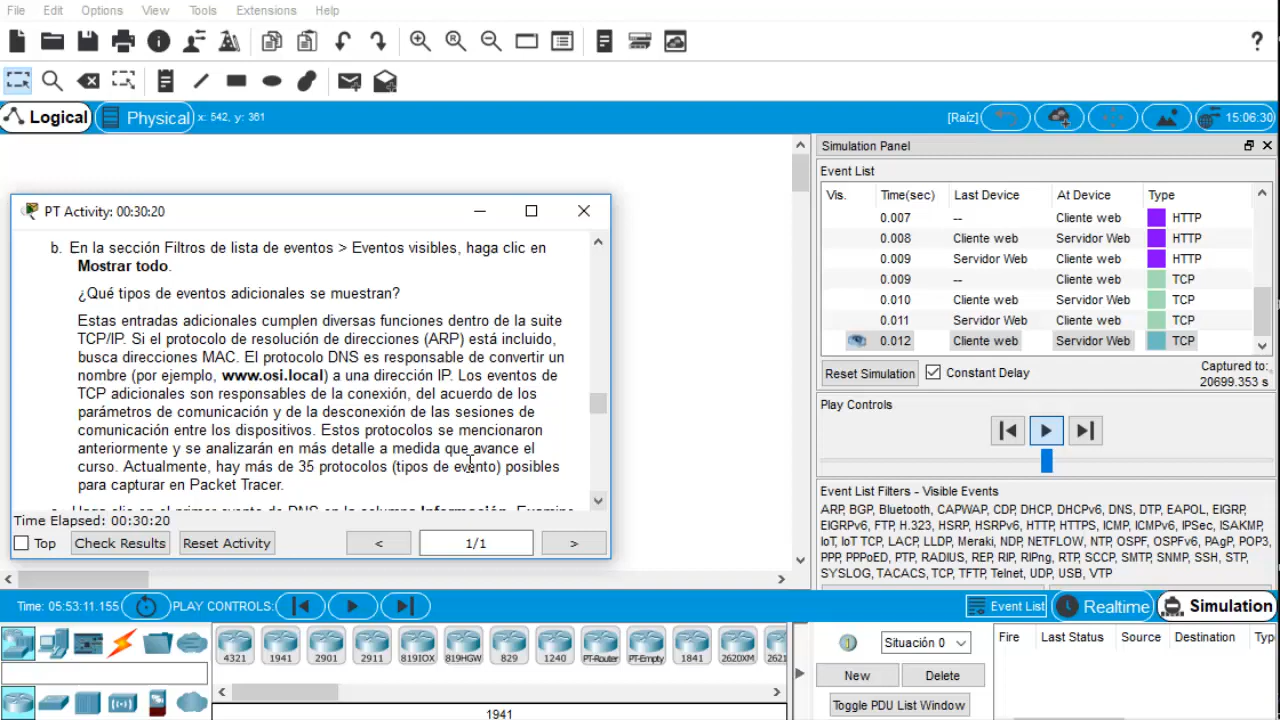 File Edit Options View Tools Extensions Help
?
Logical Physical x: 542, y: 361 [Raíz] 15:06:30
Simulation Panel
Event List
Vis. Time(sec) Last Device At Device Type
0.007 -- Cliente web HTTP
0.008 Cliente web Servidor Web HTTP
0.009 Servidor Web Cliente web HTTP
0.009 -- Cliente web TCP
0.010 Cliente web Servidor Web TCP
0.011 Servidor Web Cliente web TCP
0.012 Cliente web Servidor Web TCP
Reset Simulation Constant Delay Captured to:
20699.353 s
Play Controls
Event List Filters - Visible Events
ARP, BGP, Bluetooth, CAPWAP, CDP, DHCP, DHCPv6, DNS, DTP, EAPOL, EIGRP,
EIGRPv6, FTP, H.323, HSRP, HSRPv6, HTTP, HTTPS, ICMP, ICMPv6, IPSec, ISAKMP,
IoT, IoT TCP, LACP, LLDP, Meraki, NDP, NETFLOW, NTP, OSPF, OSPFv6, PAgP, POP3,
PPP, PPPoED, PTP, RADIUS, REP, RIP, RIPng, RTP, SCCP, SMTP, SNMP, SSH, STP,
SYSLOG, TACACS, TCP, TFTP, Telnet, UDP, USB, VTP
PT Activity: 00:30:20
b. En la sección Filtros de lista de eventos > Eventos visibles, haga clic en
Mostrar todo.
¿Qué tipos de eventos adicionales se muestran?
Estas entradas adicionales cumplen diversas funciones dentro de la suite
TCP/IP. Si el protocolo de resolución de direcciones (ARP) está incluido,
busca direcciones MAC. El protocolo DNS es responsable de convertir un
nombre (por ejemplo, www.osi.local) a una dirección IP. Los eventos de
TCP adicionales son responsables de la conexión, del acuerdo de los
parámetros de comunicación y de la desconexión de las sesiones de
comunicación entre los dispositivos. Estos protocolos se mencionaron
anteriormente y se analizarán en más detalle a medida que avance el
curso. Actualmente, hay más de 35 protocolos (tipos de evento) posibles
para capturar en Packet Tracer.
Haga clic en el primer evento de DNS en la columna Información. Examine
Time Elapsed: 00:30:20
Top Check Results Reset Activity < 1/1 >
Time: 05:53:11.155 PLAY CONTROLS: Event List Realtime Simulation
4321 1941 2901 2911 819IOX 819HGW 829 1240 PT-Router PT-Empty 1841 2620XM 2621
1941
1 Situación 0
New Delete
Toggle PDU List Window
Fire Last Status Source Destination Typ